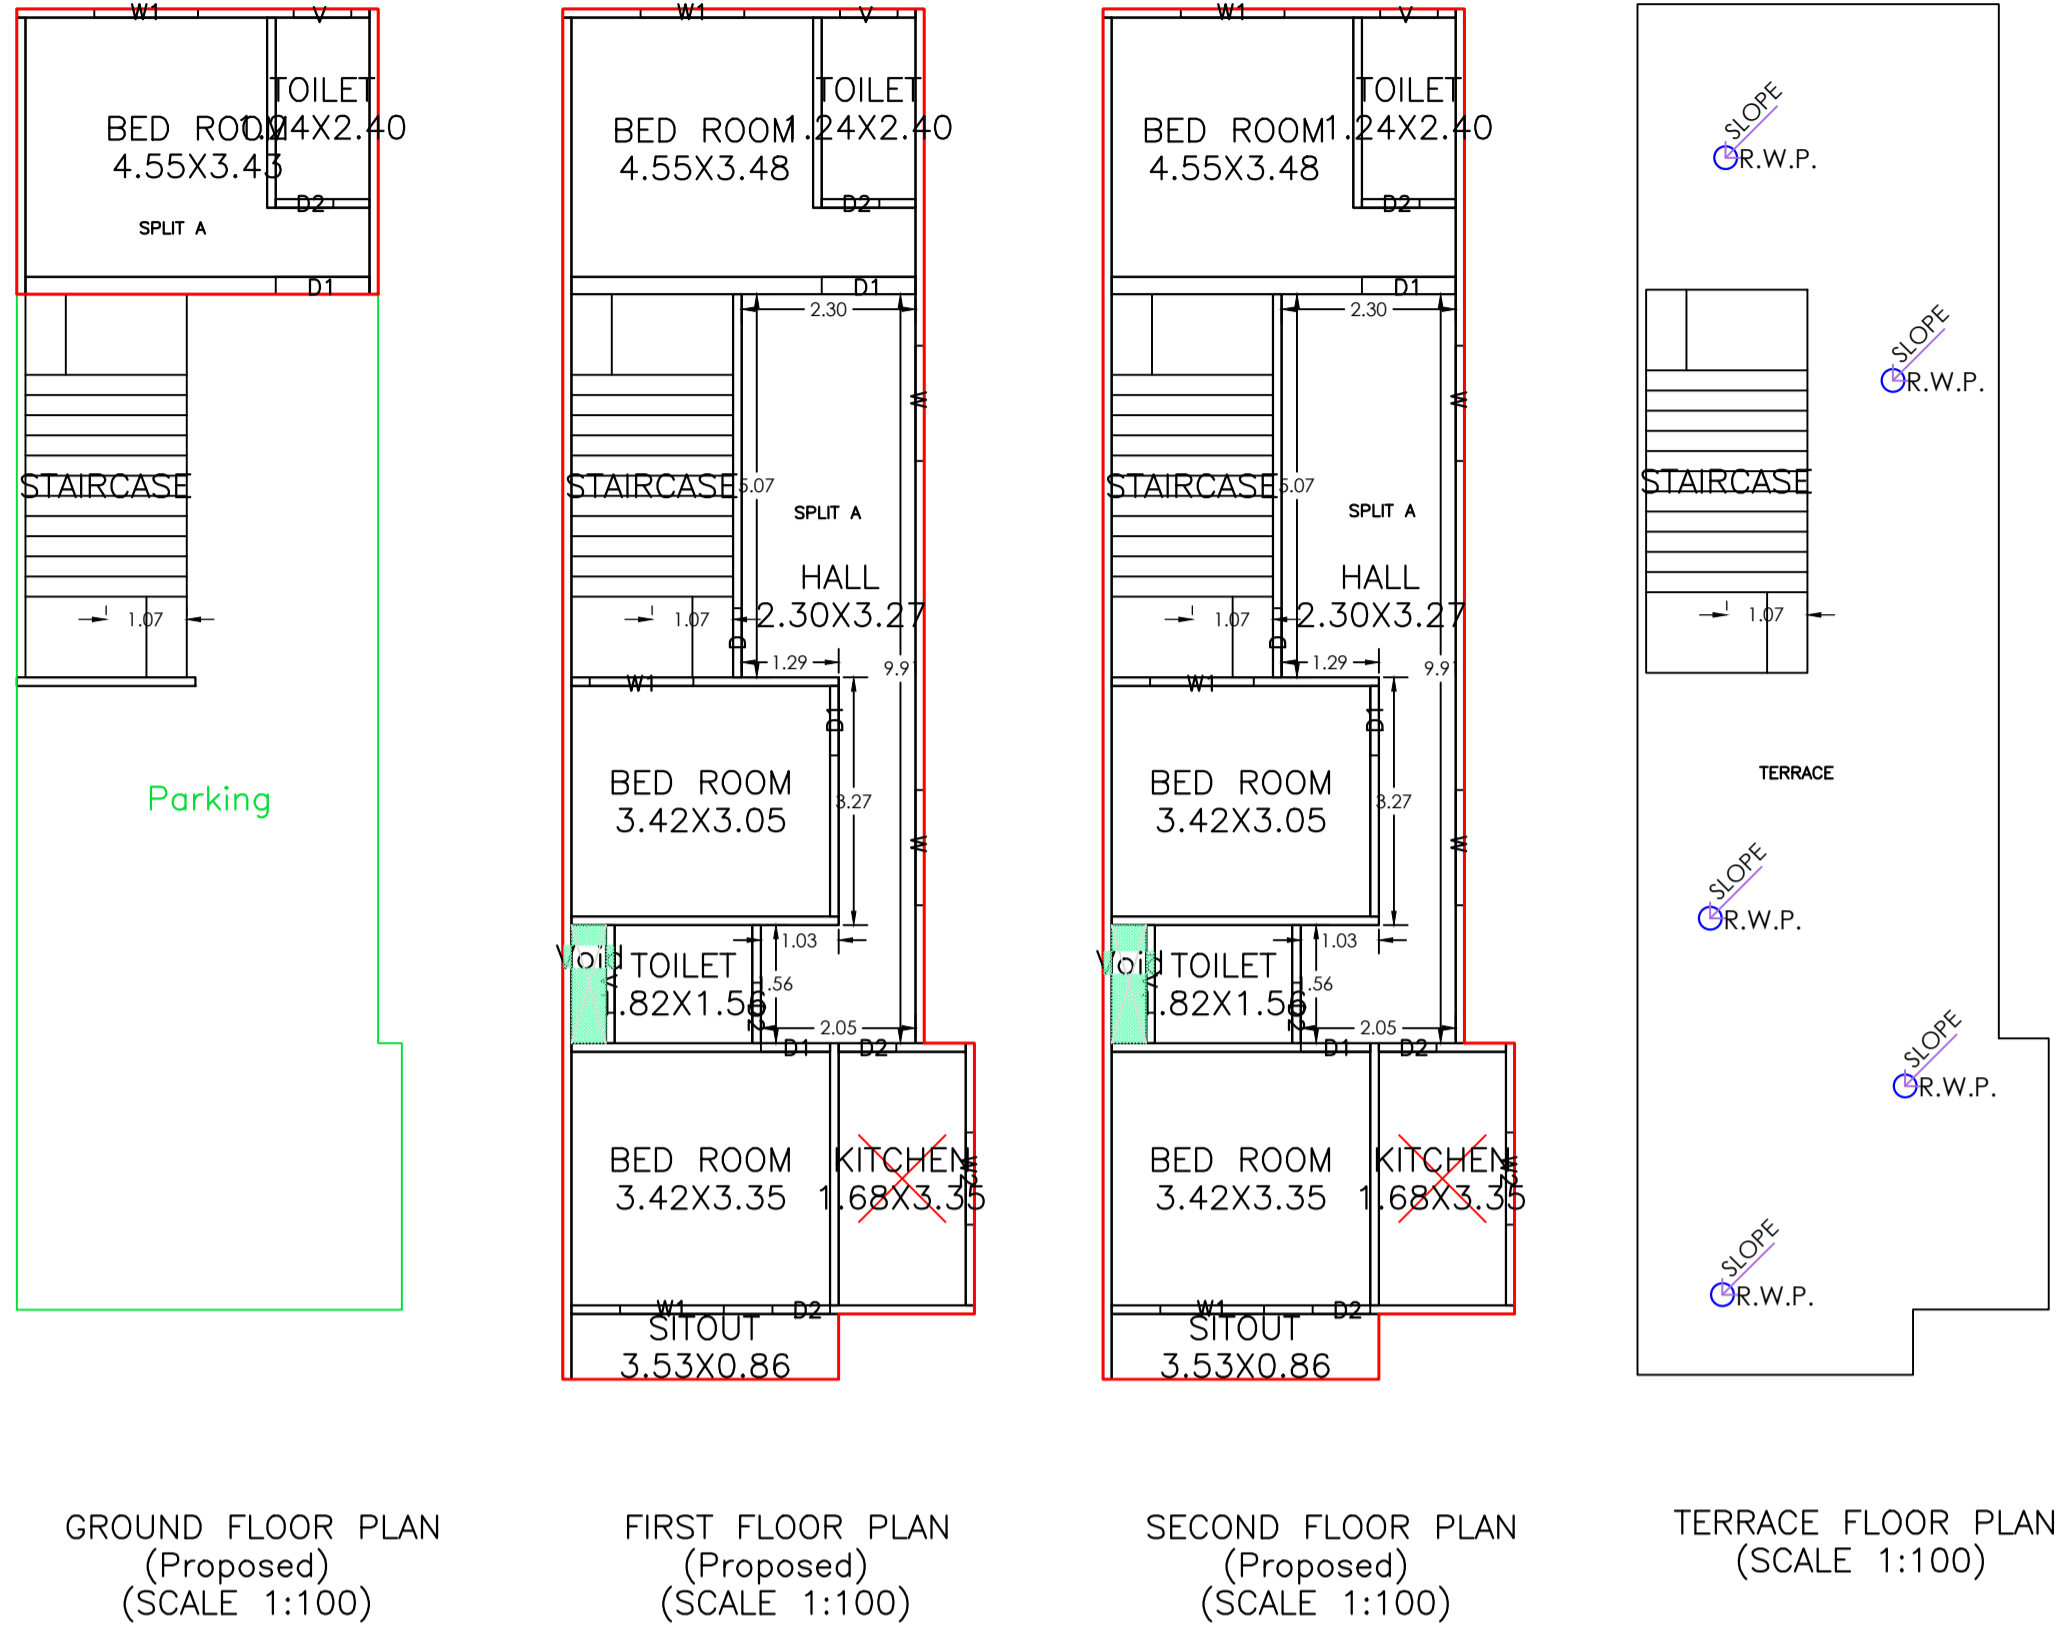 W1
V
TOILET
1.24X2.40
BED ROOM
4.55X3.43
D2
SPLIT A
D1
STAIRCASE
1.07
Parking
GROUND FLOOR PLAN
(Proposed)
(SCALE 1:100)
W1
V
TOILET
1.24X2.40
BED ROOM
4.55X3.48
D2
D1
2.30
W
STAIRCASE
5.07
SPLIT A
HALL
2.30X3.27
1.07
D
1.29
9.9
W1
D1
BED ROOM
3.42X3.05
3.27
W
Void
V
TOILET
.82X1.56
1.03
.56
D2
2.05
D1
D2
BED ROOM
3.42X3.35
KITCHEN
1.68X3.35
W1
D2
SITOUT
3.53X0.86
FIRST FLOOR PLAN
(Proposed)
(SCALE 1:100)
W1
V
TOILET
1.24X2.40
BED ROOM
4.55X3.48
D2
D1
2.30
W
STAIRCASE
5.07
SPLIT A
HALL
2.30X3.27
1.07
D
1.29
9.9
W1
D1
BED ROOM
3.42X3.05
3.27
W
Void
V
TOILET
.82X1.56
1.03
.56
D2
2.05
D1
D2
BED ROOM
3.42X3.35
KITCHEN
1.68X3.35
W1
D2
SITOUT
3.53X0.86
SECOND FLOOR PLAN
(Proposed)
(SCALE 1:100)
SLOPE
R.W.P.
SLOPE
R.W.P.
STAIRCASE
1.07
TERRACE
SLOPE
R.W.P.
SLOPE
R.W.P.
SLOPE
R.W.P.
TERRACE FLOOR PLAN
(SCALE 1:100)